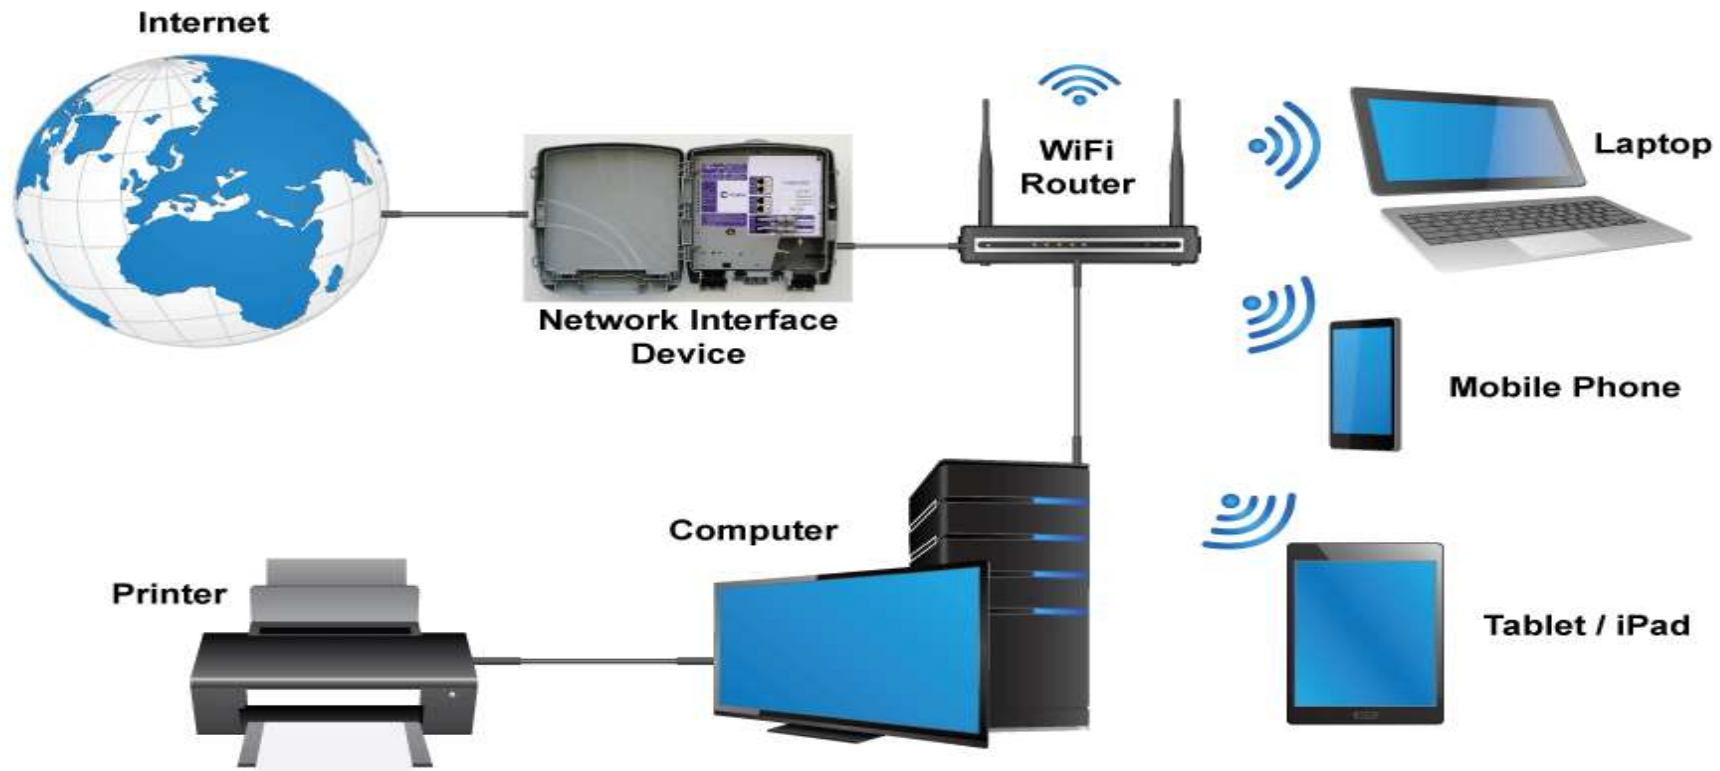 Internet
WiFi
Router
Laptop
Network Interface
Device
Mobile Phone
Computer
Printer
Tablet / iPad